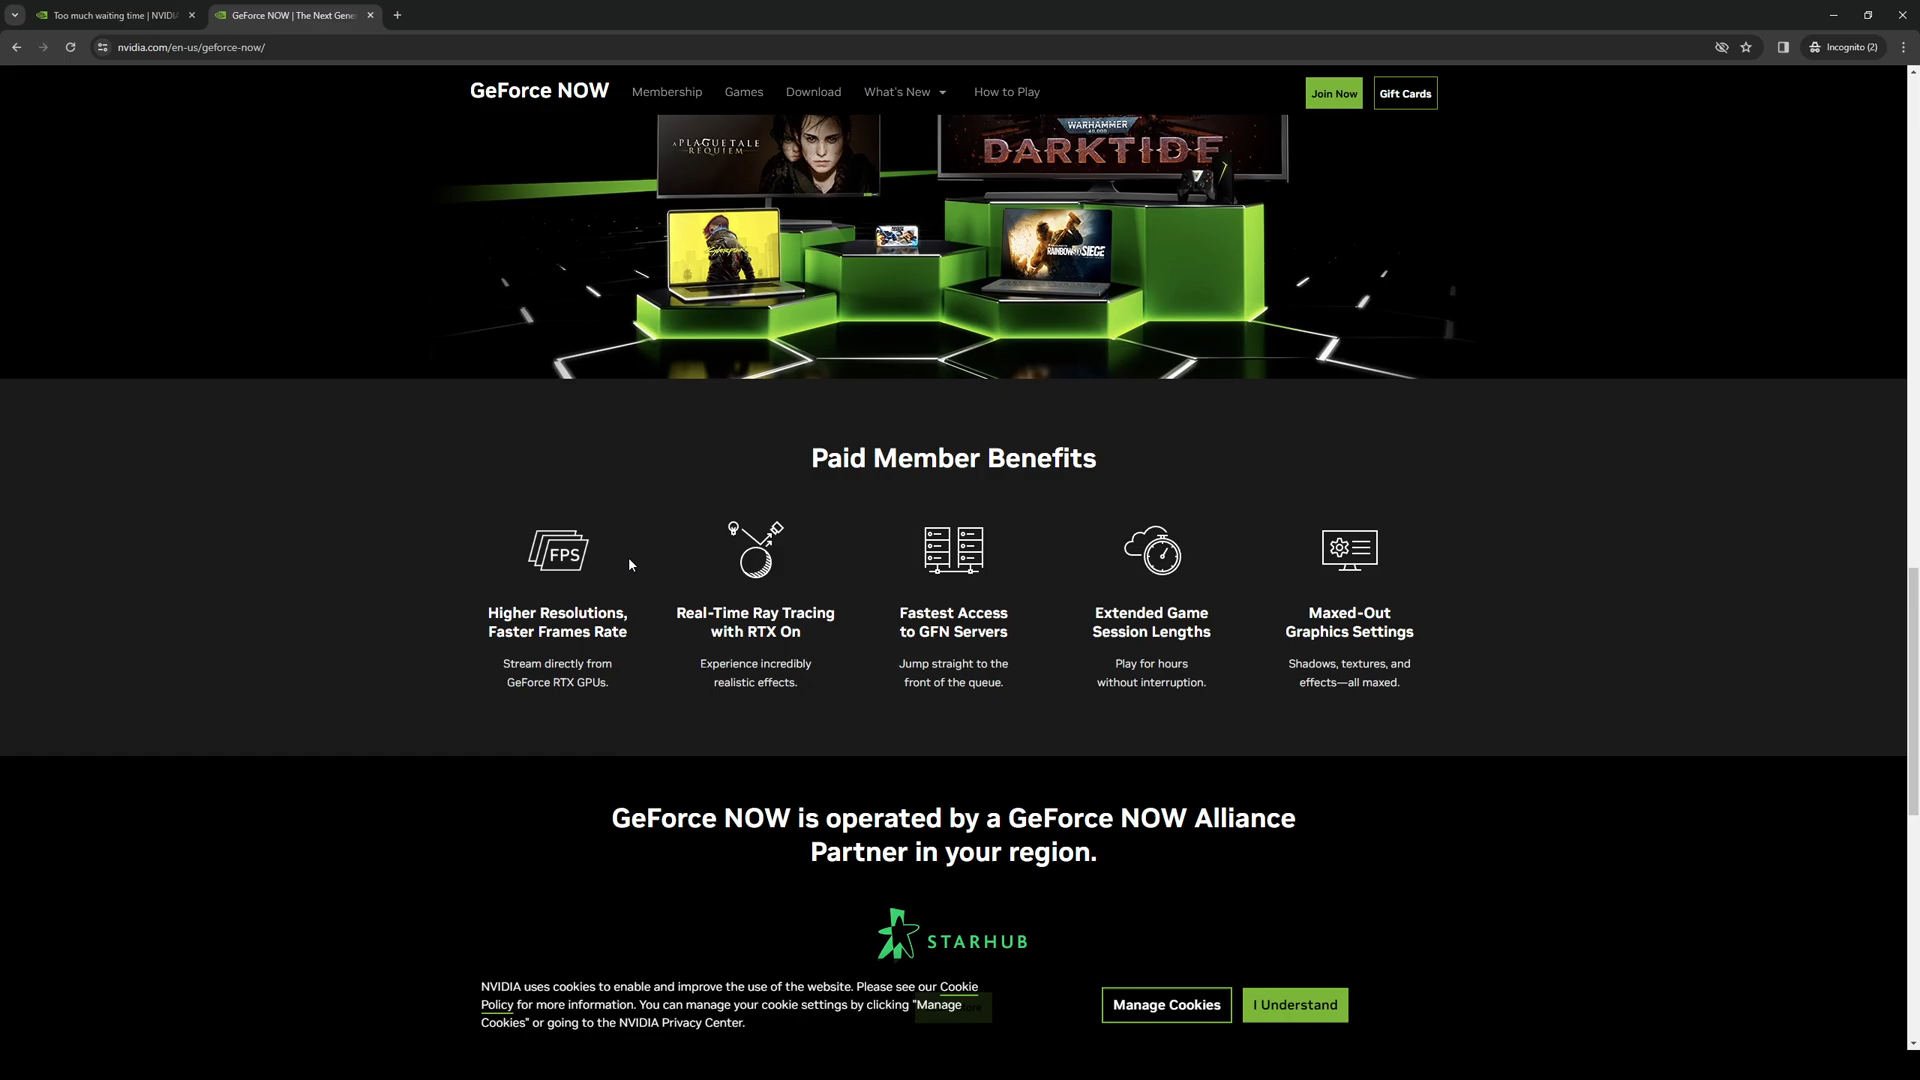 Too much waiting time | NVIDI
GeForce NOW | The Next Gene
nvidia.com/en-us/geforce-now/
Incognito (2)
GeForce NOW
Membership
Games
Download
What's New
How to Play
Join Now
Gift Cards
A PLAGUE TALE
REQUIEM
WARHAMMER
40,000
DARKTIDE
Cyberpunk
RAINBOW SIX SIEGE
Paid Member Benefits
FPS
Higher Resolutions,
Faster Frames Rate
Stream directly from
GeForce RTX GPUs.
Real-Time Ray Tracing
with RTX On
Experience incredibly
realistic effects.
Fastest Access
to GFN Servers
Jump straight to the
front of the queue.
Extended Game
Session Lengths
Play for hours
without interruption.
Maxed-Out
Graphics Settings
Shadows, textures, and
effects—all maxed.
GeForce NOW is operated by a GeForce NOW Alliance
Partner in your region.
STARHUB
NVIDIA uses cookies to enable and improve the use of the website. Please see our Cookie
Policy for more information. You can manage your cookie settings by clicking "Manage
Cookies" or going to the NVIDIA Privacy Center.
Manage Cookies
I Understand